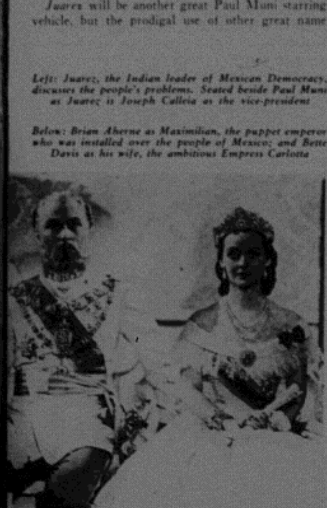 Juarez will be another great Paul Muni starring
vehicle, but the prodigal use of other great name
Left: Juarez, the Indian leader of Mexican Democracy,
discusses the people's problems. Seated beside Paul Muni
as Juarez is Joseph Calleia as the vice-president
Below: Brian Aherne as Maximilian, the puppet emperor
who was installed over the people of Mexico; and Bette
Davis as his wife, the ambitious Empress Carlotta